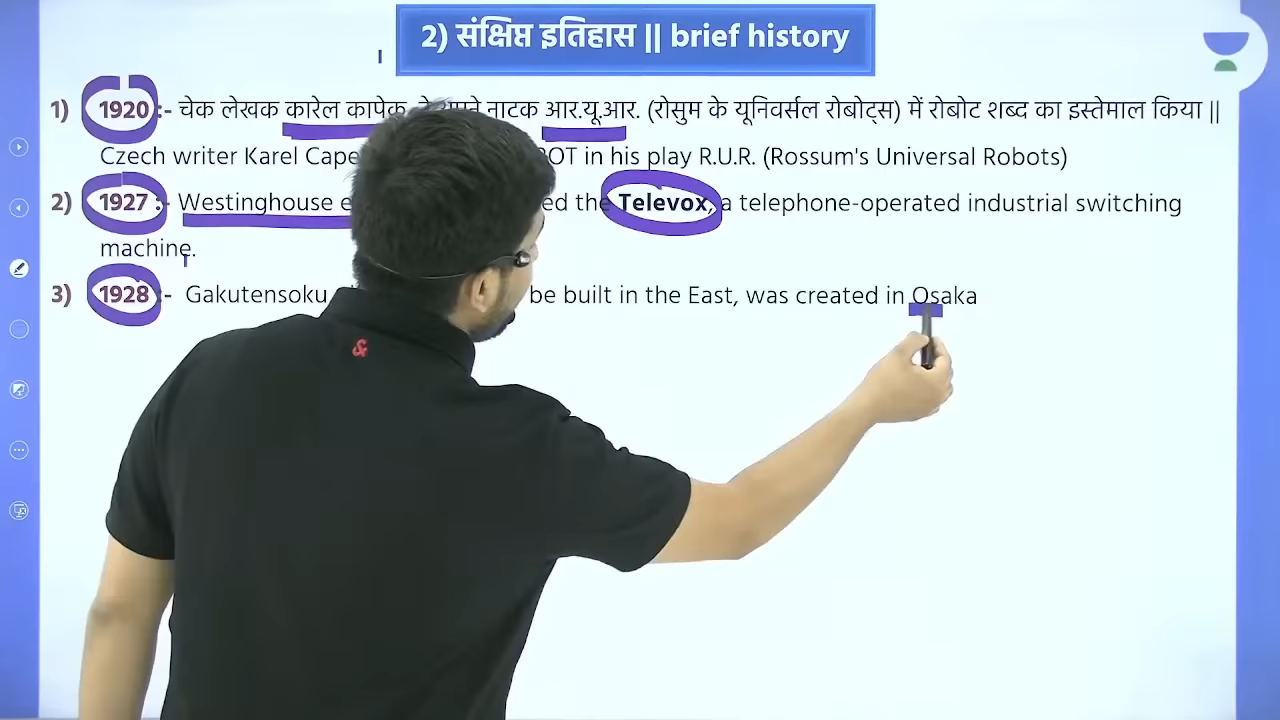 2) संक्षिप्त इतिहास || brief history
1) 1920 :- चेक लेखक कारेल नाटक आर.यू.आर. (रोसुम के यूनिवर्सल रोबोट्स) में रोबोट शब्द का इस्तेमाल किया ||
Czech writer Karel in his play R.U.R. (Rossum's Universal Robots)
2) 1927 :- Westinghouse the Televox, a telephone-operated industrial switching
machine.
3) 1928 :- Gakutensoku be built in the East, was created in Osaka